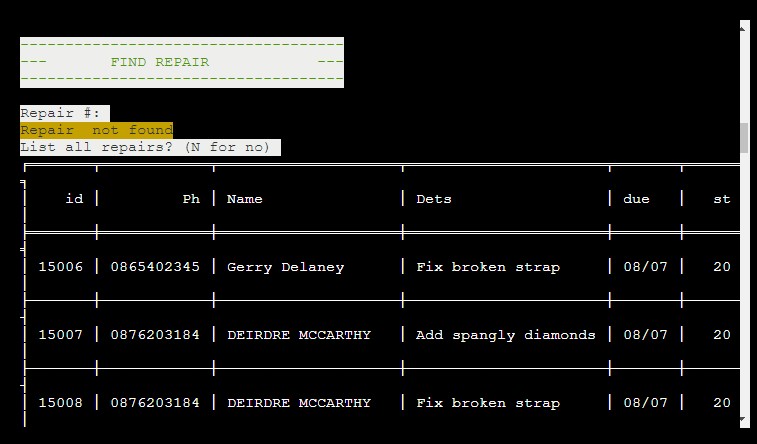 ------------------------------------
---       FIND REPAIR            ---
------------------------------------
Repair #:
Repair  not found
List all repairs? (N for no)
id | Ph | Name | Dets | due | st
15006 | 0865402345 | Gerry Delaney | Fix broken strap | 08/07 | 20
15007 | 0876203184 | DEIRDRE MCCARTHY | Add spangly diamonds | 08/07 | 20
15008 | 0876203184 | DEIRDRE MCCARTHY | Fix broken strap | 08/07 | 20